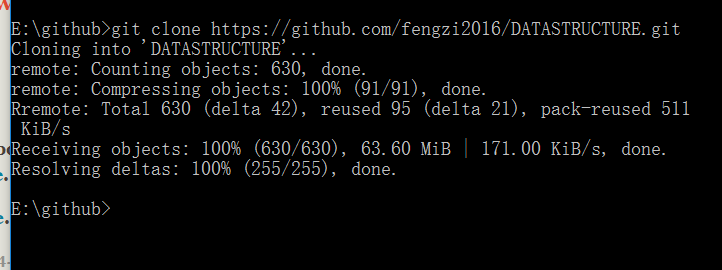 E:\github>git clone https://github.com/fengzi2016/DATASTRUCTURE.git
Cloning into 'DATASTRUCTURE'...
remote: Counting objects: 630, done.
remote: Compressing objects: 100% (91/91), done.
Rremote: Total 630 (delta 42), reused 95 (delta 21), pack-reused 511
KiB/s
Receiving objects: 100% (630/630), 63.60 MiB | 171.00 KiB/s, done.
Resolving deltas: 100% (255/255), done.
E:\github>